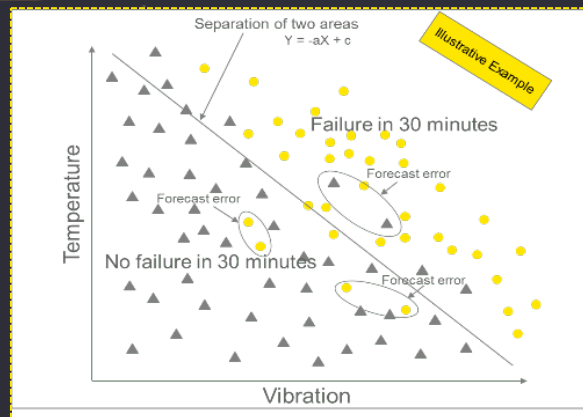 Separation of two areas
Y = -aX + c
Illustrative Example
Failure in 30 minutes
Forecast error
Forecast error
No failure in 30 minutes
Forecast error
Temperature
Vibration